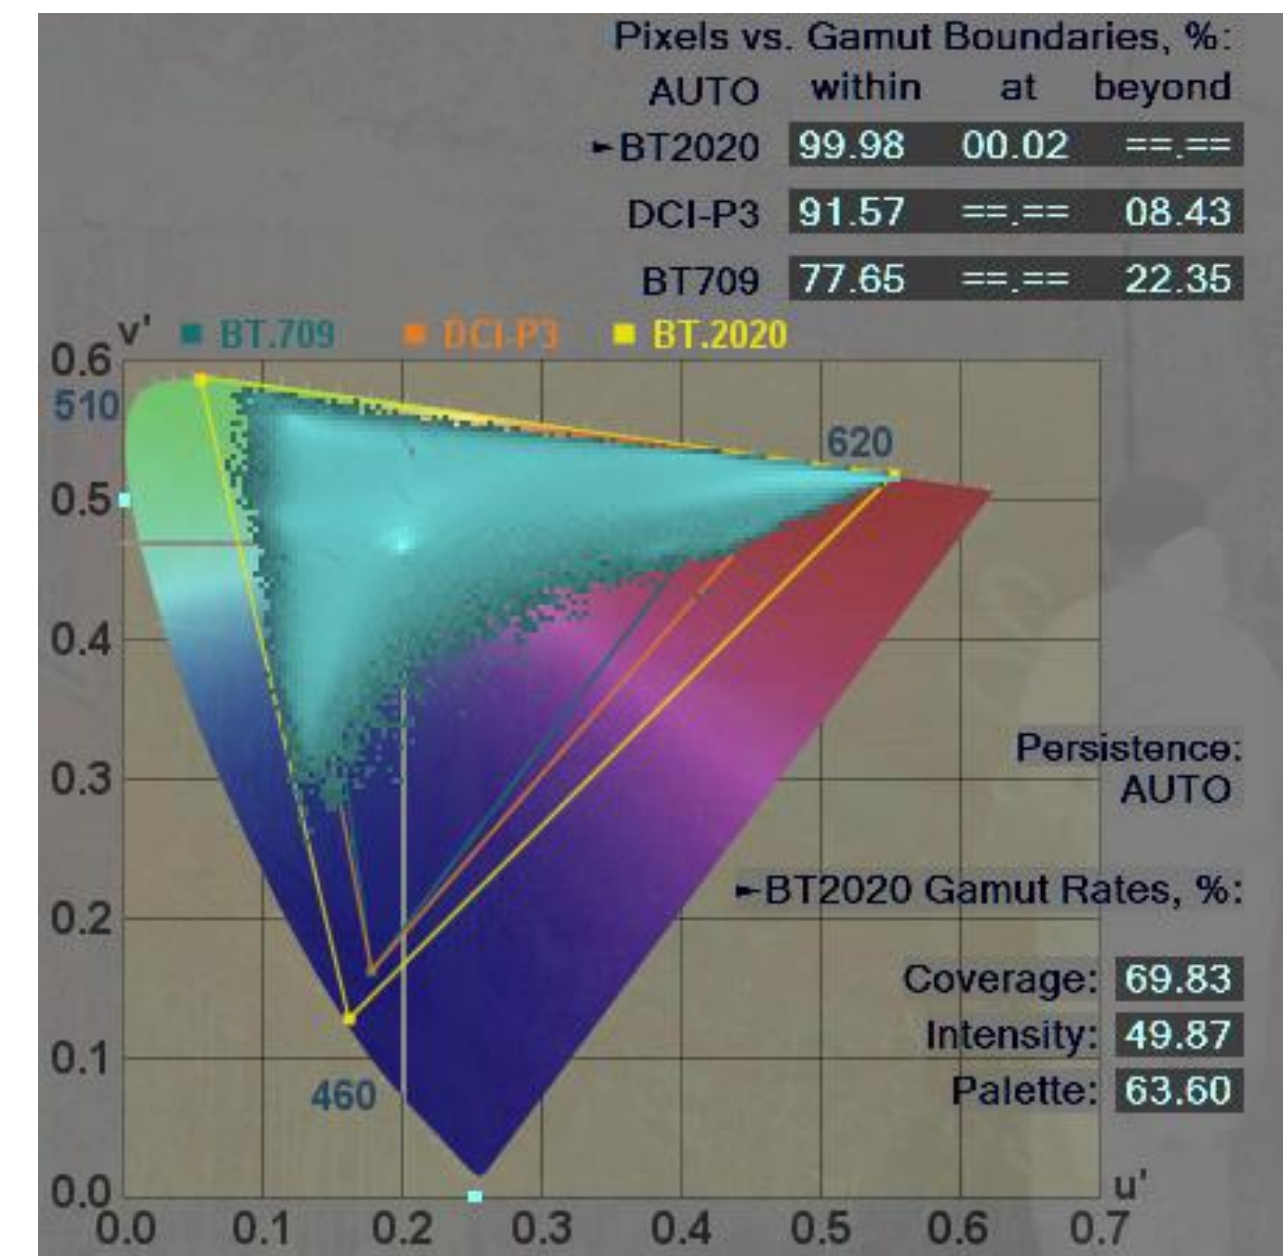 Pixels vs. Gamut Boundaries, %:
AUTO within at beyond
►BT2020 99.98 00.02 ==.==
DCI-P3 91.57 ==.== 08.43
BT709 77.65 ==.== 22.35
v' BT.709 DCI-P3 BT.2020
0.6
510
620
0.5
0.4
0.3
Persistence:
AUTO
►BT2020 Gamut Rates, %:
0.2
Coverage: 69.83
Intensity: 49.87
0.1
460
Palette: 63.60
0.0
u'
0.0 0.1 0.2 0.3 0.4 0.5 0.6 0.7